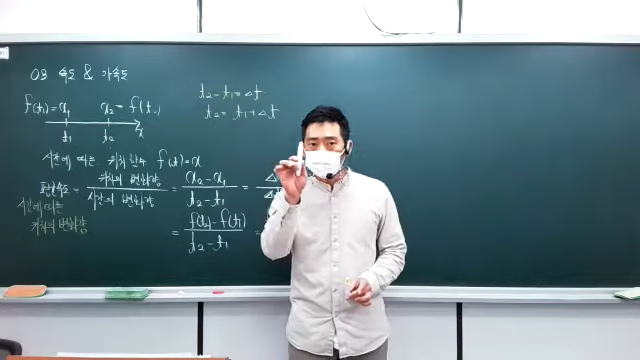 03 속도 & 가속도
f(t₁)=x₁ x₂=f(t₂)
t₁ t₂ x
t₂-t₁=Δt
t₂=t₁+Δt
시간에 따른 위치 함수 f(t)=x
평균속도 = 위치의 변화량 / 시간의 변화량 = x₂-x₁ / t₂-t₁ = Δ
시간에 따른
위치의 변화량
= f(t₂)-f(t₁) / t₂-t₁ =